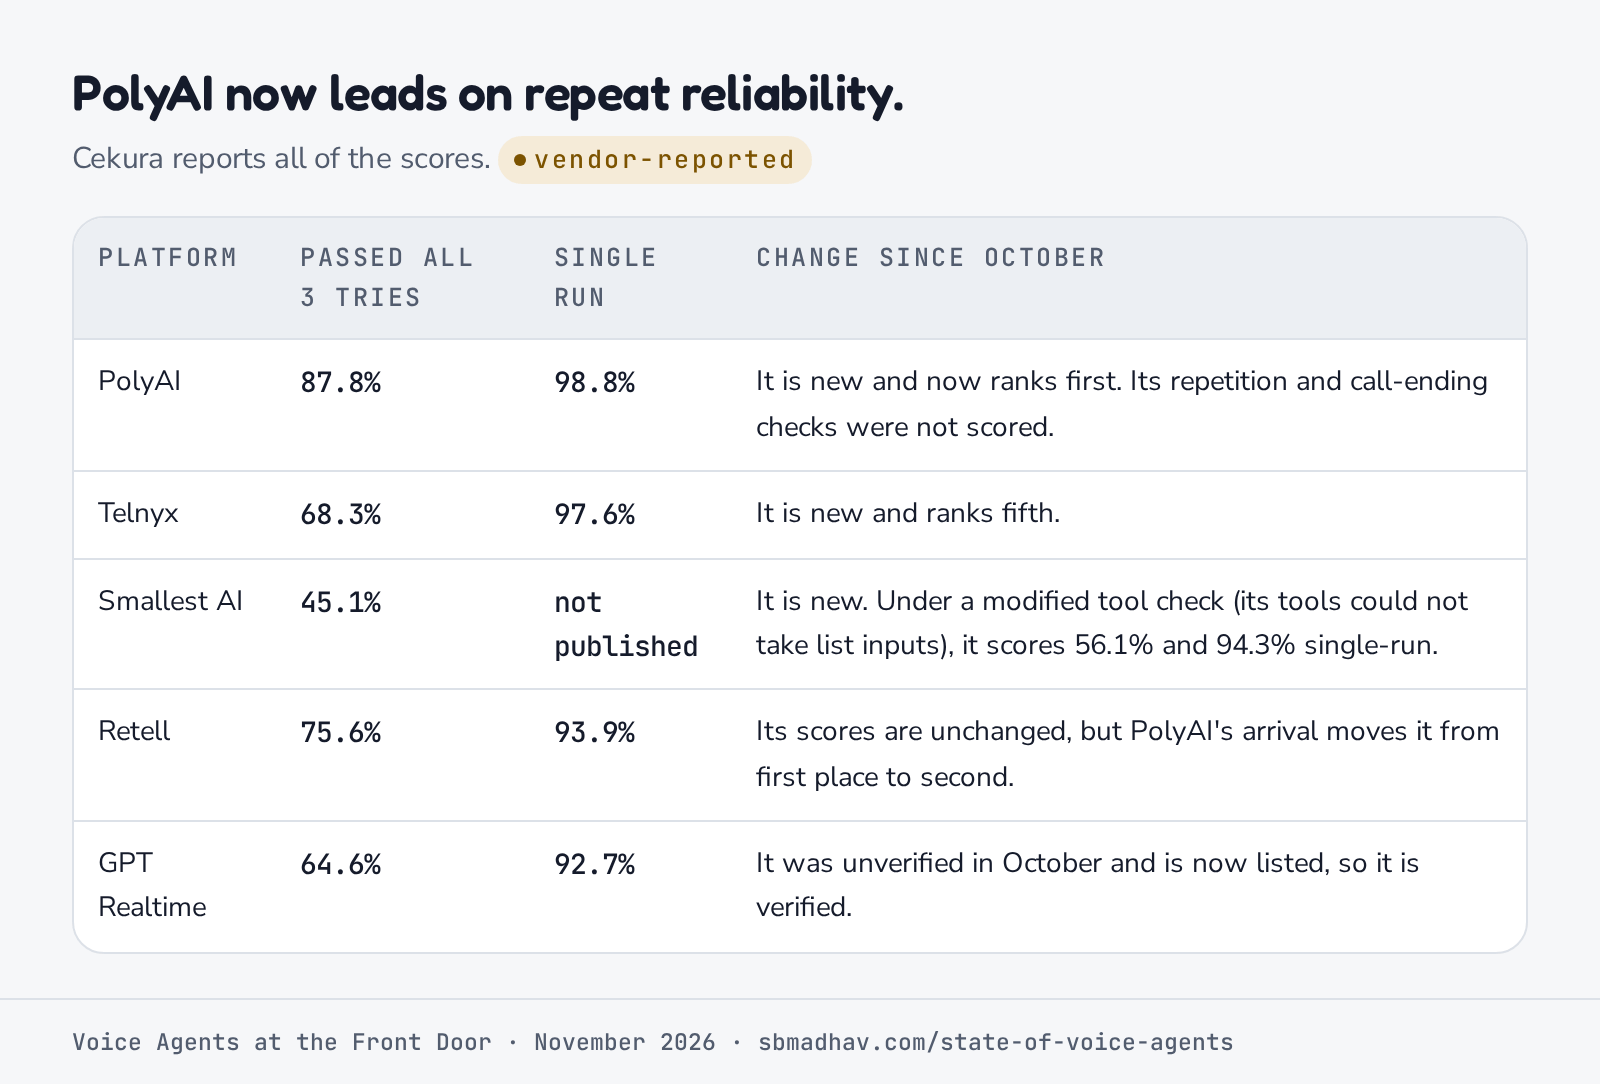 PolyAI now leads on repeat reliability.
Cekura reports all of the scores. vendor-reported
PLATFORM PASSED ALL 3 TRIES SINGLE RUN CHANGE SINCE OCTOBER
PolyAI 87.8% 98.8% It is new and now ranks first. Its repetition and call-ending
checks were not scored.
Telnyx 68.3% 97.6% It is new and ranks fifth.
Smallest AI 45.1% not published It is new. Under a modified tool check (its tools could not
take list inputs), it scores 56.1% and 94.3% single-run.
Retell 75.6% 93.9% Its scores are unchanged, but PolyAI's arrival moves it from
first place to second.
GPT Realtime 64.6% 92.7% It was unverified in October and is now listed, so it is
verified.
Voice Agents at the Front Door · November 2026 · sbmadhav.com/state-of-voice-agents